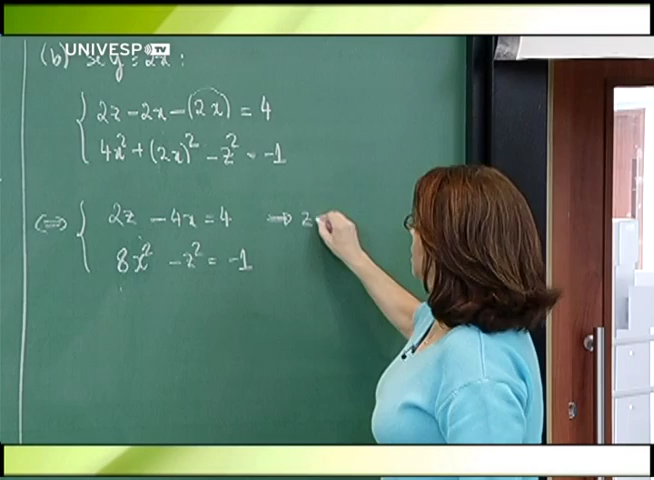 UNIVESP TV
(b) se y = 2x :
2z - 2x - (2x) = 4
4x² + (2x)² - z² = -1
⟺ 2z - 4x = 4 ⟹ z
8x² - z² = -1